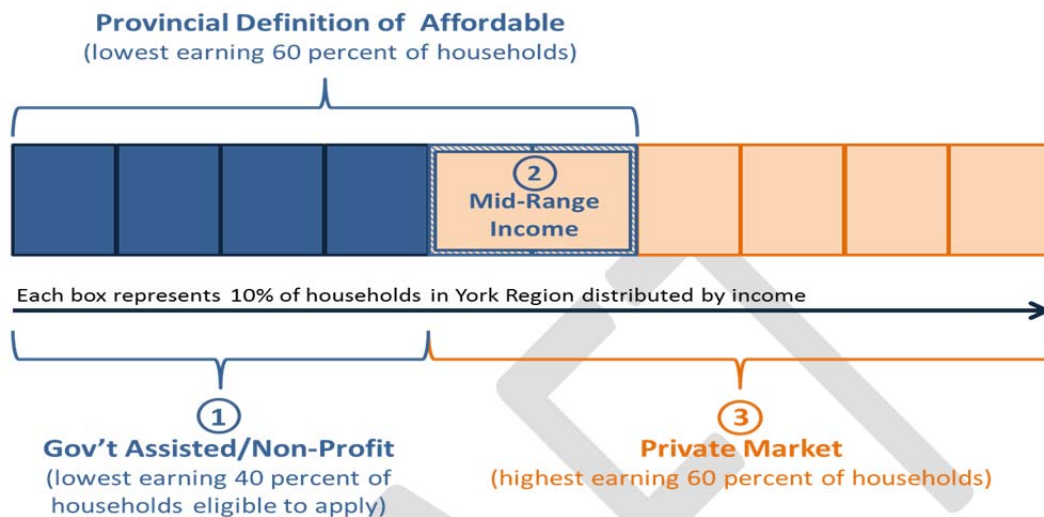 Provincial Definition of Affordable
(lowest earning 60 percent of households)
2
Mid-Range
Income
Each box represents 10% of households in York Region distributed by income
1
Gov't Assisted/Non-Profit
(lowest earning 40 percent of
households eligible to apply)
3
Private Market
(highest earning 60 percent of households)